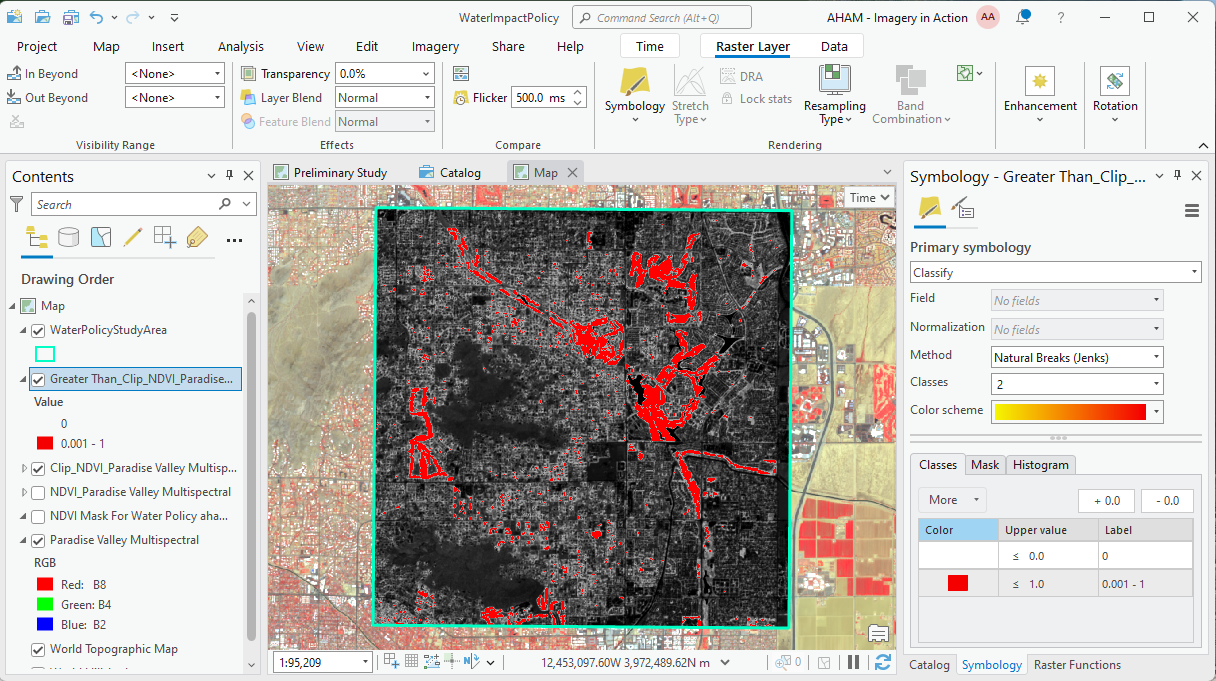 WaterImpactPolicy
Command Search (Alt+Q)
AHAM - Imagery in Action
AA
?
Project
Map
Insert
Analysis
View
Edit
Imagery
Share
Help
Time
Raster Layer
Data
In Beyond
<None>
Out Beyond
<None>
Visibility Range
Transparency
0.0%
Layer Blend
Normal
Feature Blend
Normal
Effects
Flicker
500.0 ms
Compare
Symbology
Stretch
Type
DRA
Lock stats
Resampling
Type
Band
Combination
Rendering
Enhancement
Rotation
Contents
Search
Drawing Order
Map
WaterPolicyStudyArea
Greater Than_Clip_NDVI_Paradise...
Value
0
0.001 - 1
Clip_NDVI_Paradise Valley Multisp...
NDVI_Paradise Valley Multispectral
NDVI Mask For Water Policy aha...
Paradise Valley Multispectral
RGB
Red: B8
Green: B4
Blue: B2
World Topographic Map
Preliminary Study
Catalog
Map
Time
1:95,209
12,453,097.60W 3,972,489.62N m
0
Symbology - Greater Than_Clip_...
Primary symbology
Classify
Field
No fields
Normalization
No fields
Method
Natural Breaks (Jenks)
Classes
2
Color scheme
Classes
Mask
Histogram
More
+ 0.0
- 0.0
Color
Upper value
Label
≤ 0.0
0
≤ 1.0
0.001 - 1
Catalog
Symbology
Raster Functions